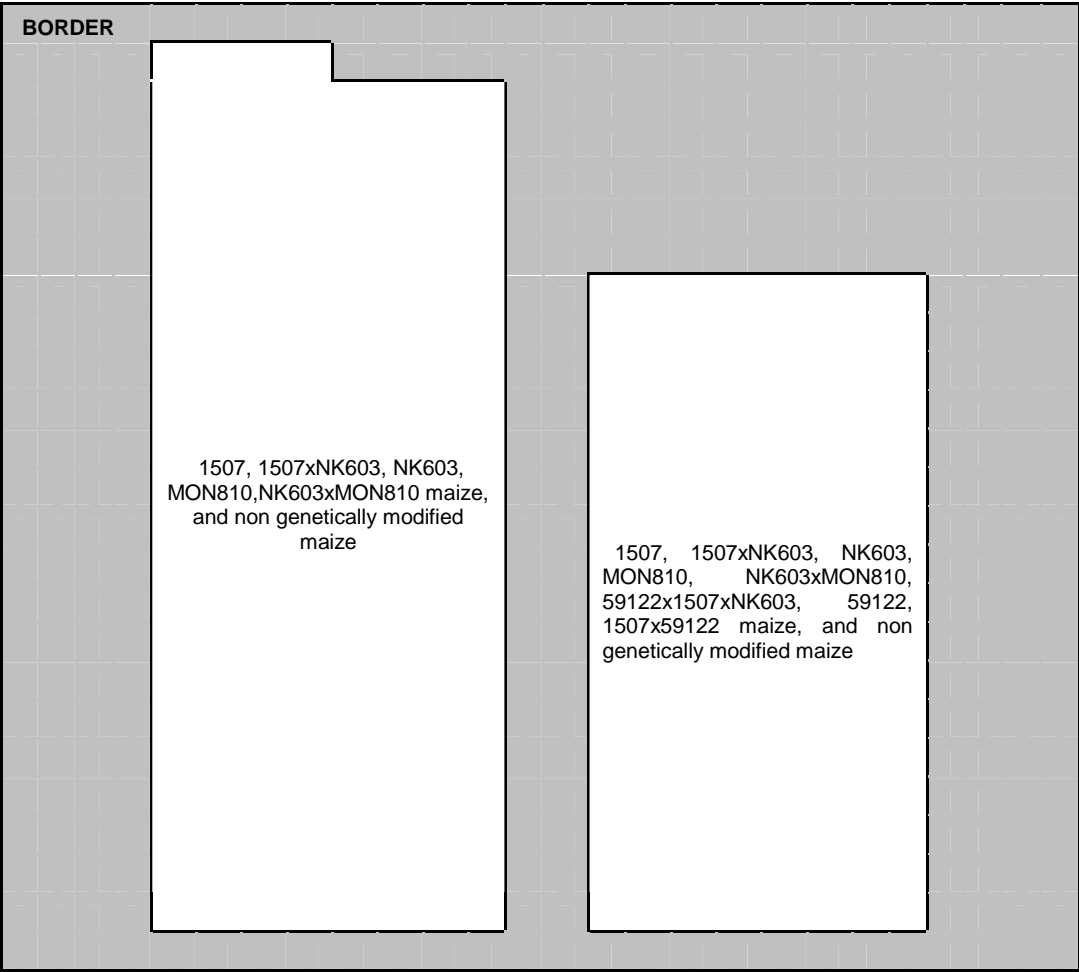 BORDER
1507, 1507xNK603, NK603,
MON810,NK603xMON810 maize,
and non genetically modified
maize
1507, 1507xNK603, NK603,
MON810, NK603xMON810,
59122x1507xNK603, 59122,
1507x59122 maize, and non
genetically modified maize